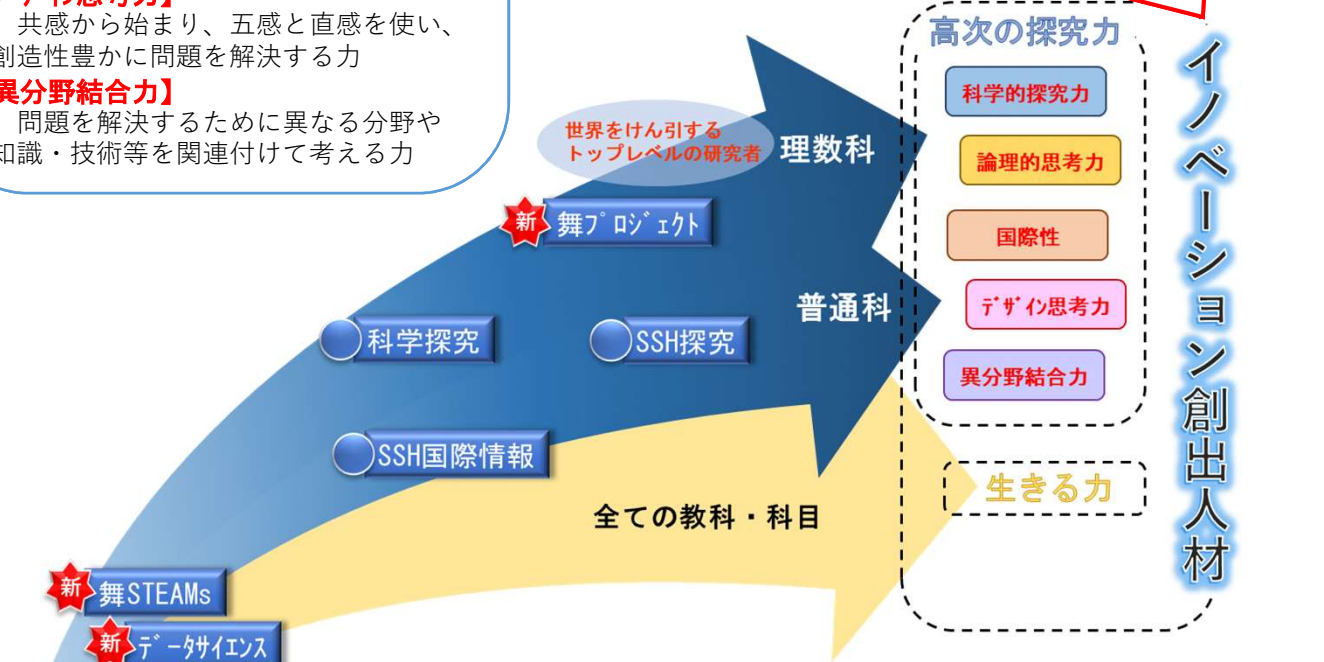 思考力】
共感から始まり、五感と直感を使い、
創造性豊かに問題を解決する力
異分野結合力】
問題を解決するために異なる分野や
知識・技術等を関連付けて考える力
世界をけん引する
トップレベルの研究者
理数科
新 舞ﾌﾟﾛｼﾞｪｸﾄ
普通科
科学探究
SSH探究
SSH国際情報
全ての教科・科目
新 舞STEAMs
新 ﾃﾞｰﾀｻｲｴﾝｽ
高次の探究力
科学的探究力
論理的思考力
国際性
ﾃﾞｻﾞｲﾝ思考力
異分野結合力
生きる力
イノベーション創出人材